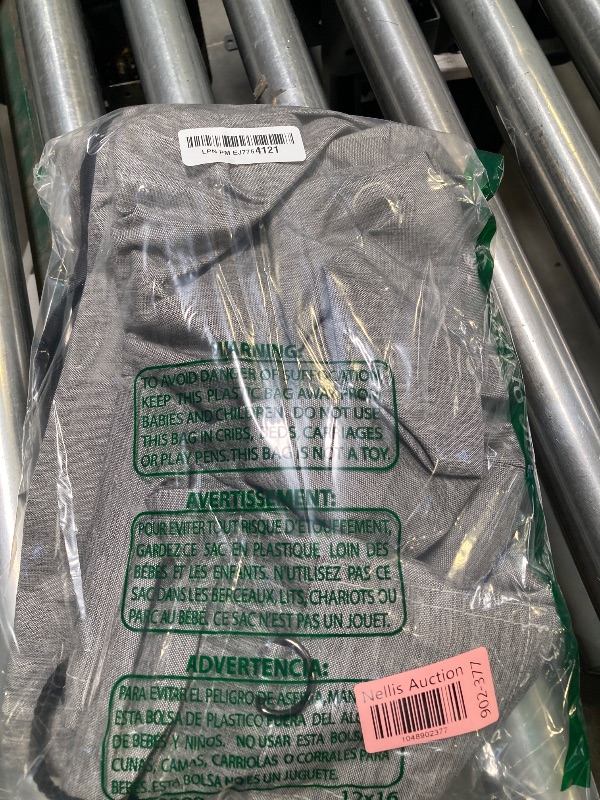 LPN PM EJ7764121
WARNING:
TO AVOID DANGER OF SUFFOCATION
KEEP THIS PLASTIC BAG AWAY FROM
BABIES AND CHILDREN. DO NOT USE
THIS BAG IN CRIBS, BEDS, CARRIAGES
OR PLAY PENS. THIS BAG IS NOT A TOY.
AVERTISSEMENT:
POUR EVITER TOUT RISQUE D'ETOUFFEMENT,
GARDEZ CE SAC EN PLASTIQUE LOIN DES
BEBES ET LES ENFANTS. N'UTILISEZ PAS CE
SAC DANS LES BERCEAUX, LITS, CHARIOTS OU
PARC AU BEBE. CE SAC N'EST PAS UN JOUET.
ADVERTENCIA:
PARA EVITAR EL PELIGRO DE
ESTA BOLSA DE PLASTICO FUERA DEL
DE BEBES Y NIÑOS. NO USAR ESTA BOLSA
CUNAS, CAMAS, CARRIOLAS O CORRALES PARA
BEBES. ESTA BOLSA NO ES UN JUGUETE.
12x16
Nellis Auction
1048902377
902-377